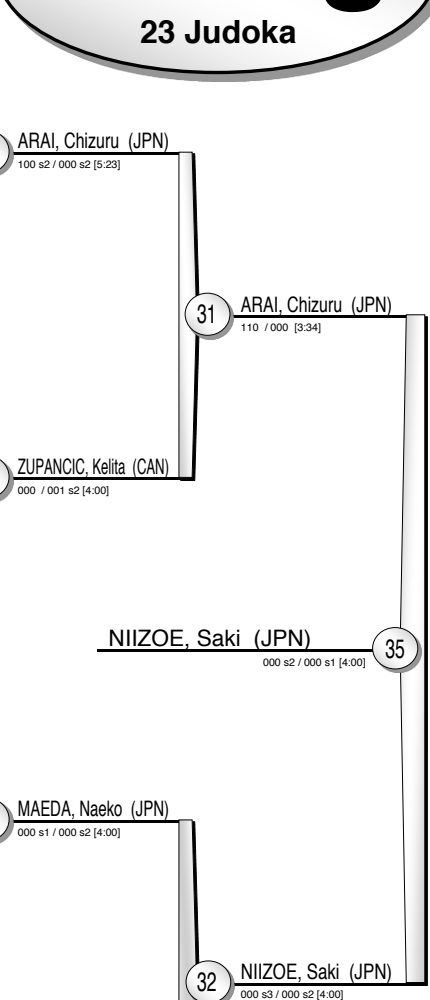 23 Judoka
ARAI, Chizuru (JPN)
100 s2 / 000 s2 [5:23]
31
ARAI, Chizuru (JPN)
110 / 000 [3:34]
ZUPANCIC, Kelita (CAN)
000 / 001 s2 [4:00]
NIIZOE, Saki (JPN)
35
000 s2 / 000 s1 [4:00]
MAEDA, Naeko (JPN)
000 s1 / 000 s2 [4:00]
32
NIIZOE, Saki (JPN)
000 s3 / 000 s2 [4:00]